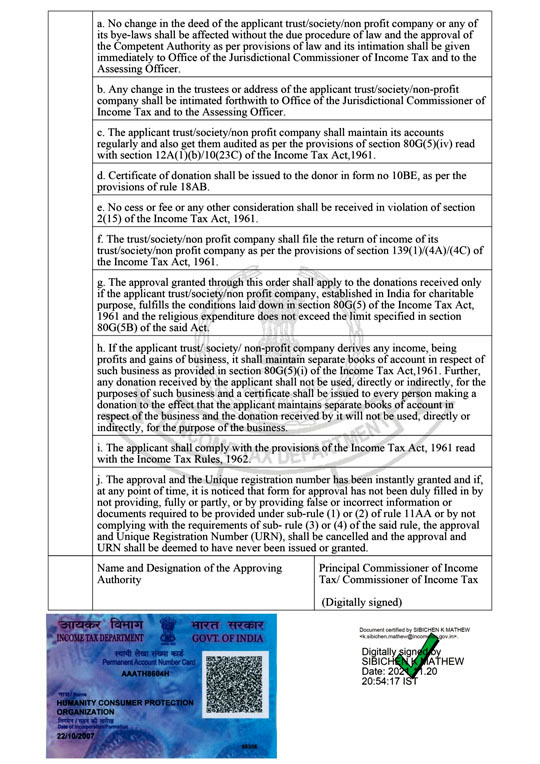 a. No change in the deed of the applicant trust/society/non profit company or any of
its bye-laws shall be affected without the due procedure of law and the approval of
the Competent Authority as per provisions of law and its intimation shall be given
immediately to Office of the Jurisdictional Commissioner of Income Tax and to the
Assessing Officer.
b. Any change in the trustees or address of the applicant trust/society/non-profit
company shall be intimated forthwith to Office of the Jurisdictional Commissioner of
Income Tax and to the Assessing Officer.
c. The applicant trust/society/non profit company shall maintain its accounts
regularly and also get them audited as per the provisions of section 80G(5)(iv) read
with section 12A(1)(b)/10(23C) of the Income Tax Act,1961.
d. Certificate of donation shall be issued to the donor in form no 10BE, as per the
provisions of rule 18AB.
e. No cess or fee or any other consideration shall be received in violation of section
2(15) of the Income Tax Act, 1961.
f. The trust/society/non profit company shall file the return of income of its
trust/society/non profit company as per the provisions of section 139(1)/(4A)/(4C) of
the Income Tax Act, 1961.
g. The approval granted through this order shall apply to the donations received only
if the applicant trust/society/non profit company, established in India for charitable
purpose, fulfills the conditions laid down in section 80G(5) of the Income Tax Act,
1961 and the religious expenditure does not exceed the limit specified in section
80G(5B) of the said Act.
h. If the applicant trust/ society/ non-profit company derives any income, being
profits and gains of business, it shall maintain separate books of account in respect of
such business as provided in section 80G(5)(i) of the Income Tax Act,1961. Further,
any donation received by the applicant shall not be used, directly or indirectly, for the
purposes of such business and a certificate shall be issued to every person making a
donation to the effect that the applicant maintains separate books of account in
respect of the business and the donation received by it will not be used, directly or
indirectly, for the purpose of the business.
i. The applicant shall comply with the provisions of the Income Tax Act, 1961 read
with the Income Tax Rules, 1962.
INCOME TAX DEPARTMENT
j. The approval and the Unique registration number has been instantly granted and if,
at any point of time, it is noticed that form for approval has not been duly filled in by
not providing, fully or partly, or by providing false or incorrect information or
documents required to be provided under sub-rule (1) or (2) of rule 11AA or by not
complying with the requirements of sub- rule (3) or (4) of the said rule, the approval
and Unique Registration Number (URN), shall be cancelled and the approval and
URN shall be deemed to have never been issued or granted.
Name and Designation of the Approving
Authority
Principal Commissioner of Income
Tax/ Commissioner of Income Tax
(Digitally signed)
आयकर विभाग
INCOME TAX DEPARTMENT
भारत सरकार
GOVT. OF INDIA
स्थायी लेखा संख्या कार्ड
Permanent Account Number Card
AAATH8604H
नाम / Name
HUMANITY CONSUMER PROTECTION
ORGANIZATION
Date of Incorporation/Formation
22/10/2007
Document certified by SIBICHEN K MATHEW
Digitally signed by
SIBICHEN K MATHEW
Date: 11.20
20:54:17 IST